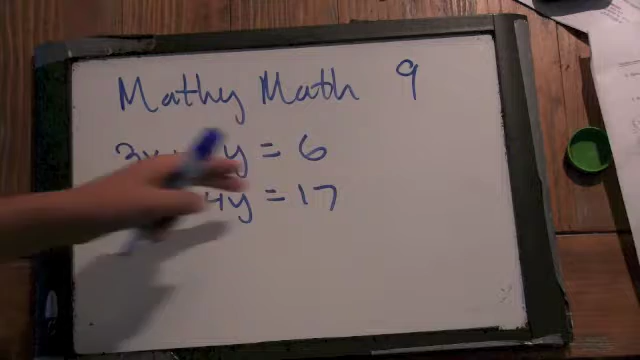 Mathy Math 9
3x y = 6
4y = 17